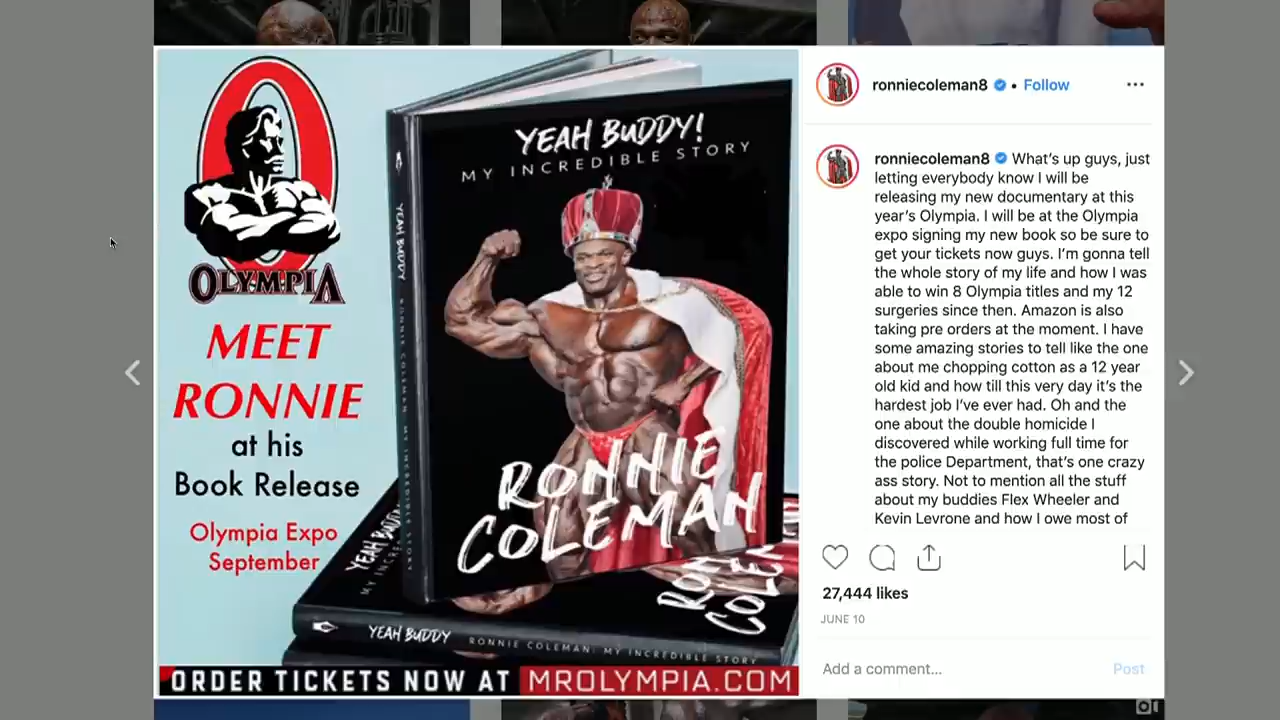 OLYMPIA
MEET
RONNIE
at his
Book Release
Olympia Expo
September
YEAH BUDDY!
MY INCREDIBLE STORY
RONNIE
COLEMAN
YEAH BUDDY RONNIE COLEMAN: MY INCREDIBLE STORY
YEAH BUDDY
MY INCRE
RON
COLEM
YEAH BUDDY RONNIE COLEMAN: MY INCREDIBLE STORY
ORDER TICKETS NOW AT MROLYMPIA.COM
ronniecoleman8 • Follow
ronniecoleman8 What's up guys, just
letting everybody know I will be
releasing my new documentary at this
year's Olympia. I will be at the Olympia
expo signing my new book so be sure to
get your tickets now guys. I'm gonna tell
the whole story of my life and how I was
able to win 8 Olympia titles and my 12
surgeries since then. Amazon is also
taking pre orders at the moment. I have
some amazing stories to tell like the one
about me chopping cotton as a 12 year
old kid and how till this very day it's the
hardest job I've ever had. Oh and the
one about the double homicide I
discovered while working full time for
the police Department, that's one crazy
ass story. Not to mention all the stuff
about my buddies Flex Wheeler and
Kevin Levrone and how I owe most of
27,444 likes
JUNE 10
Add a comment... Post